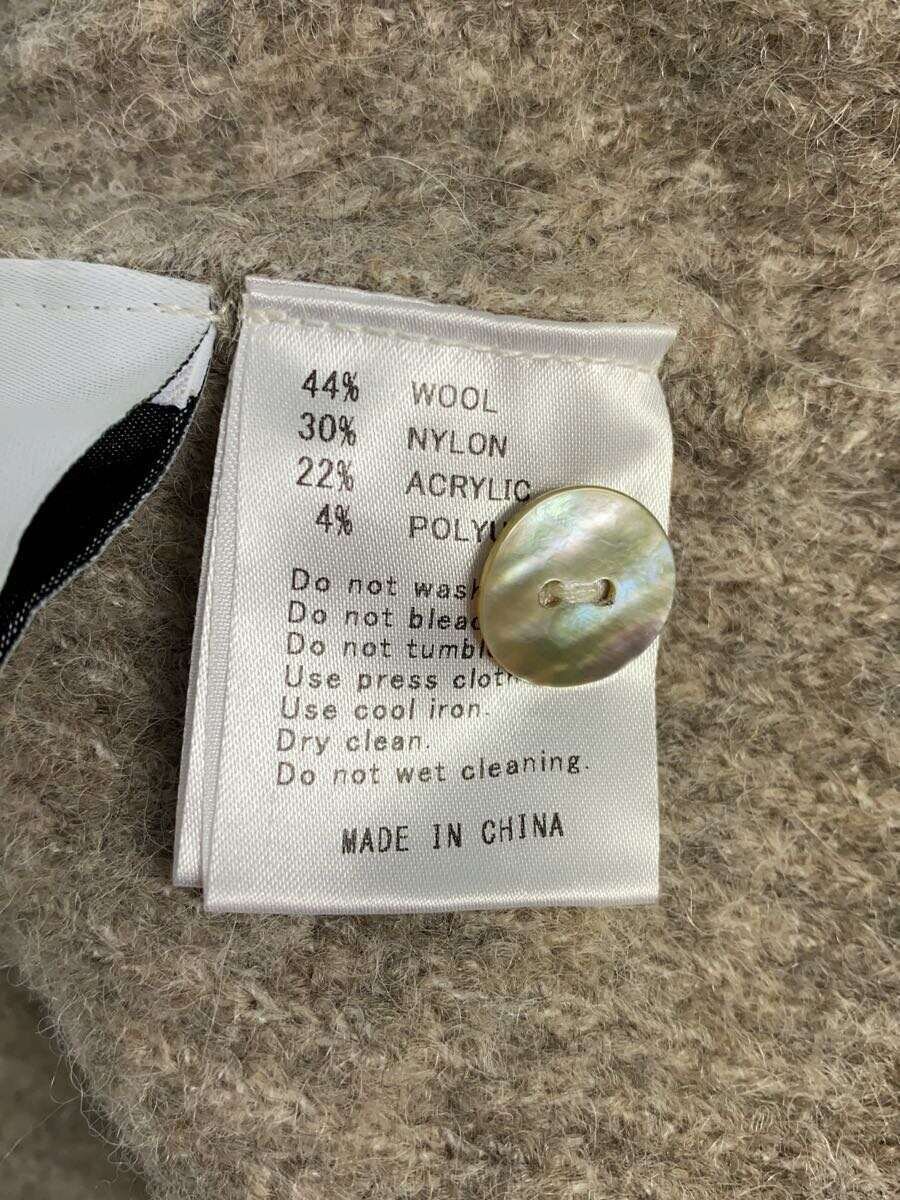 44% WOOL
30% NYLON
22% ACRYLIC
4%
Do not
Do not
Do not
Use press
Use cool iron.
Dry clean.
Do not wet cleaning.
MADE IN CHINA